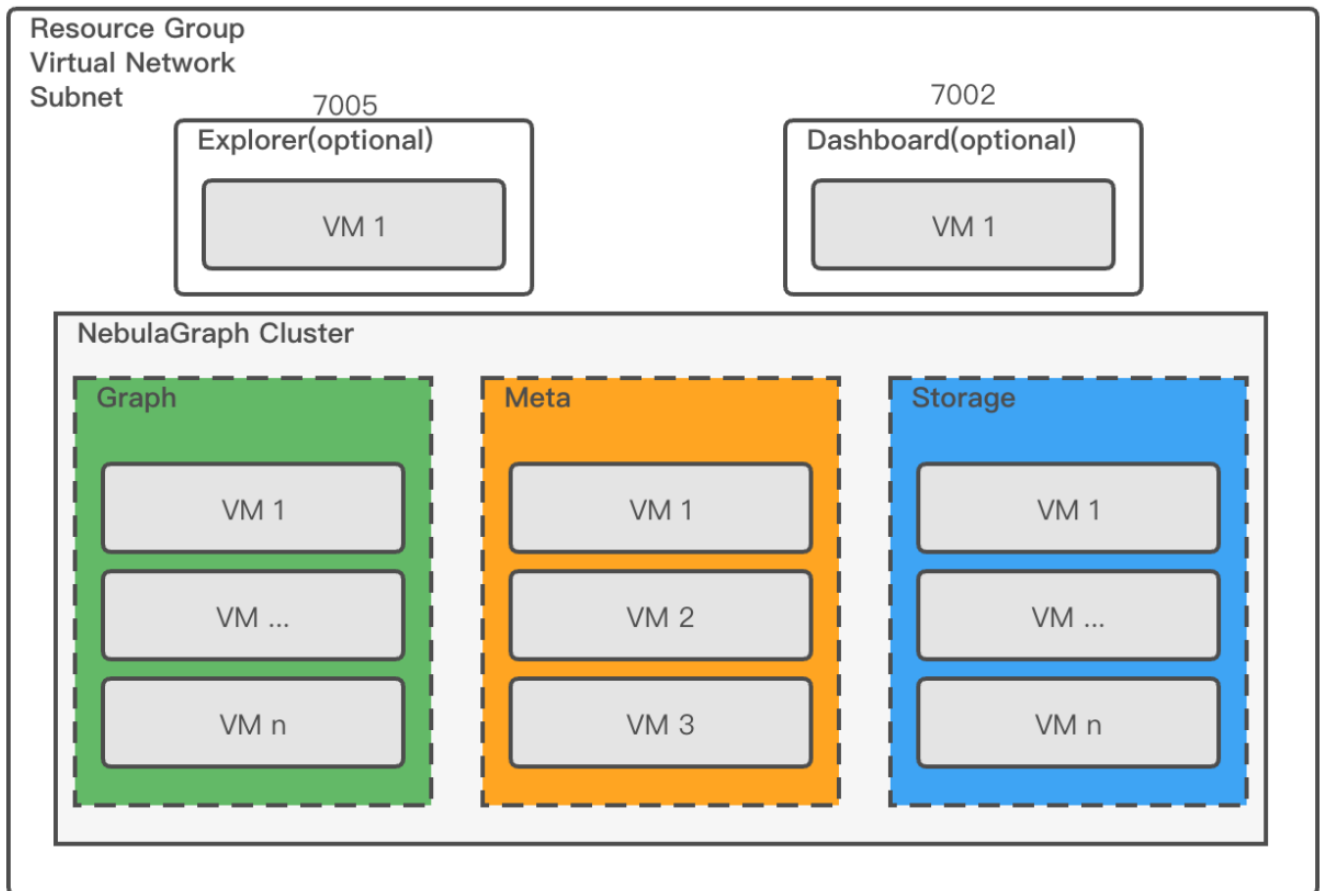 Resource Group
Virtual Network
Subnet
7005
Explorer(optional)
VM 1
7002
Dashboard(optional)
VM 1
NebulaGraph Cluster
Graph
VM 1
VM ...
VM n
Meta
VM 1
VM 2
VM 3
Storage
VM 1
VM ...
VM n